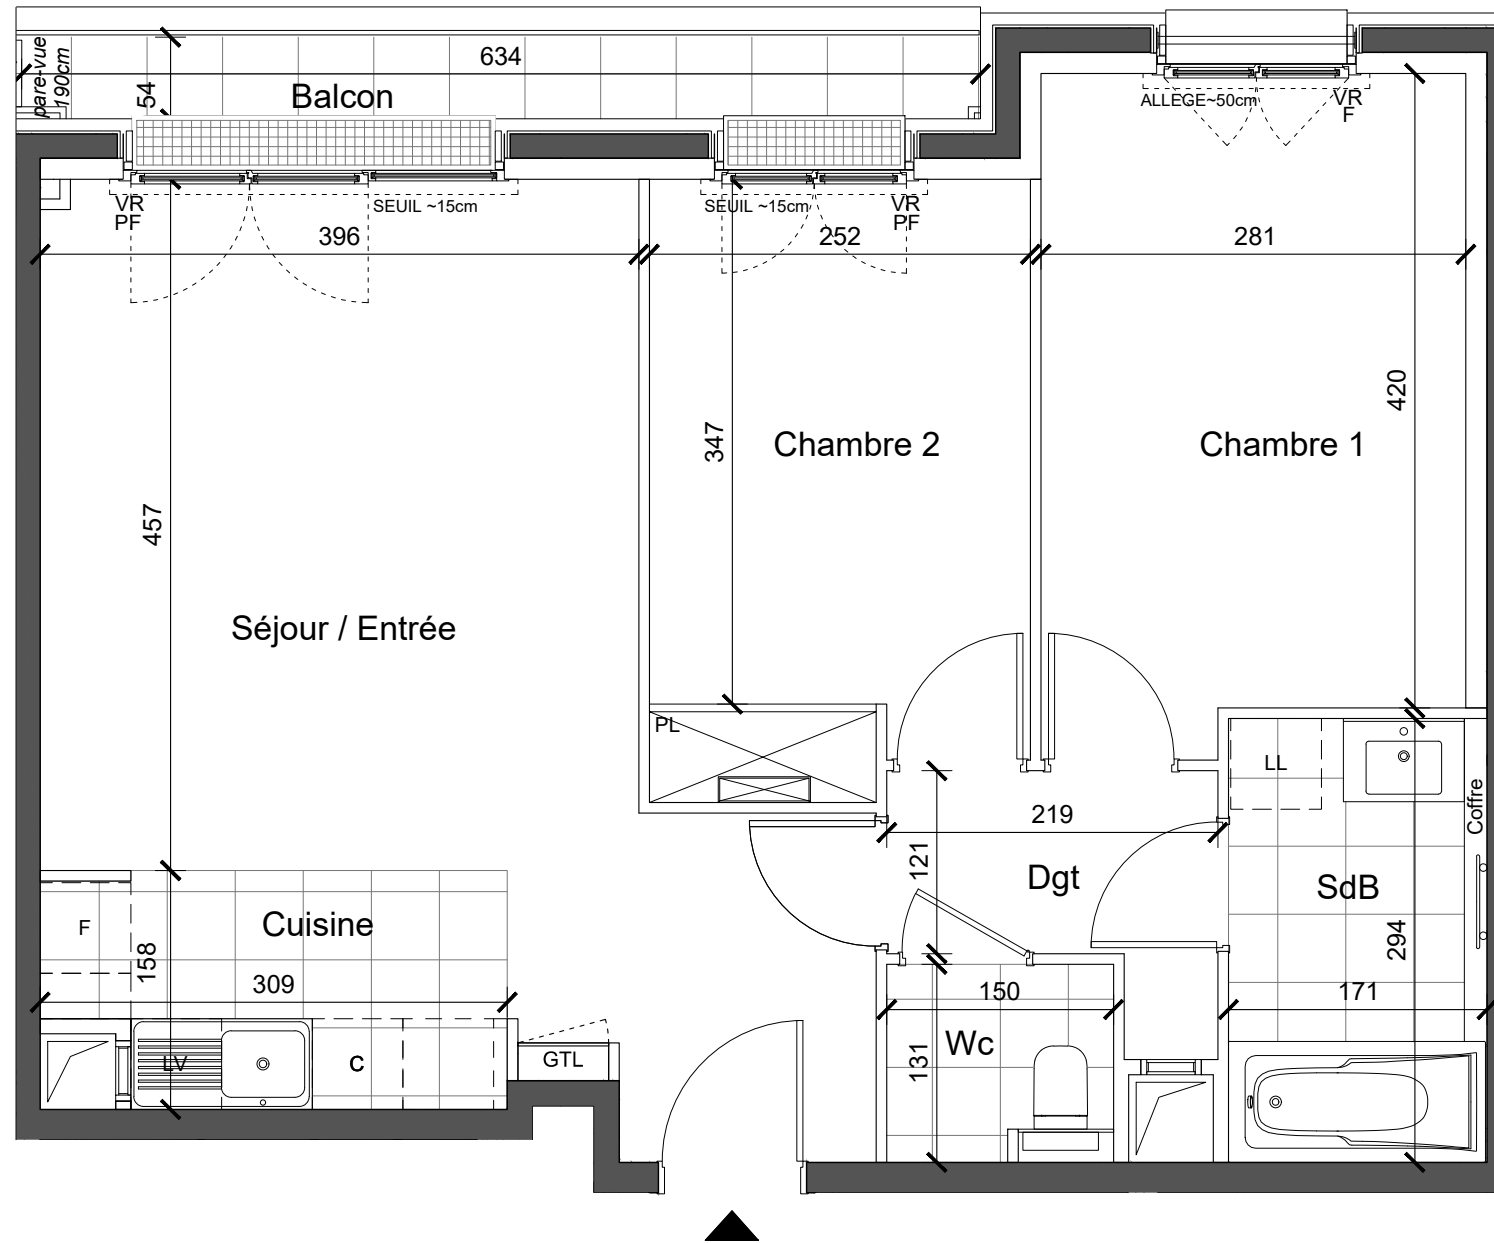 pare-vue
190cm
634
54
Balcon
ALLEGE~50cm
VR
F
VR
PF
SEUIL ~15cm
SEUIL ~15cm
VR
PF
396
252
281
420
347
Chambre 2
Chambre 1
457
Séjour / Entrée
PL
LL
Coffre
219
121
Dgt
SdB
F
Cuisine
158
294
309
150
171
Wc
131
LV
C
GTL